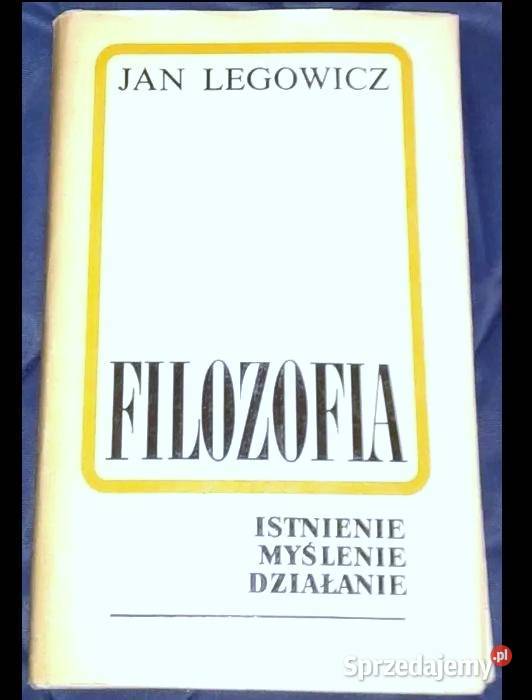 JAN LEGOWICZ
FILOZOFIA
ISTNIENIE
MYŚLENIE
DZIAŁANIE
Sprzedajemy.pl